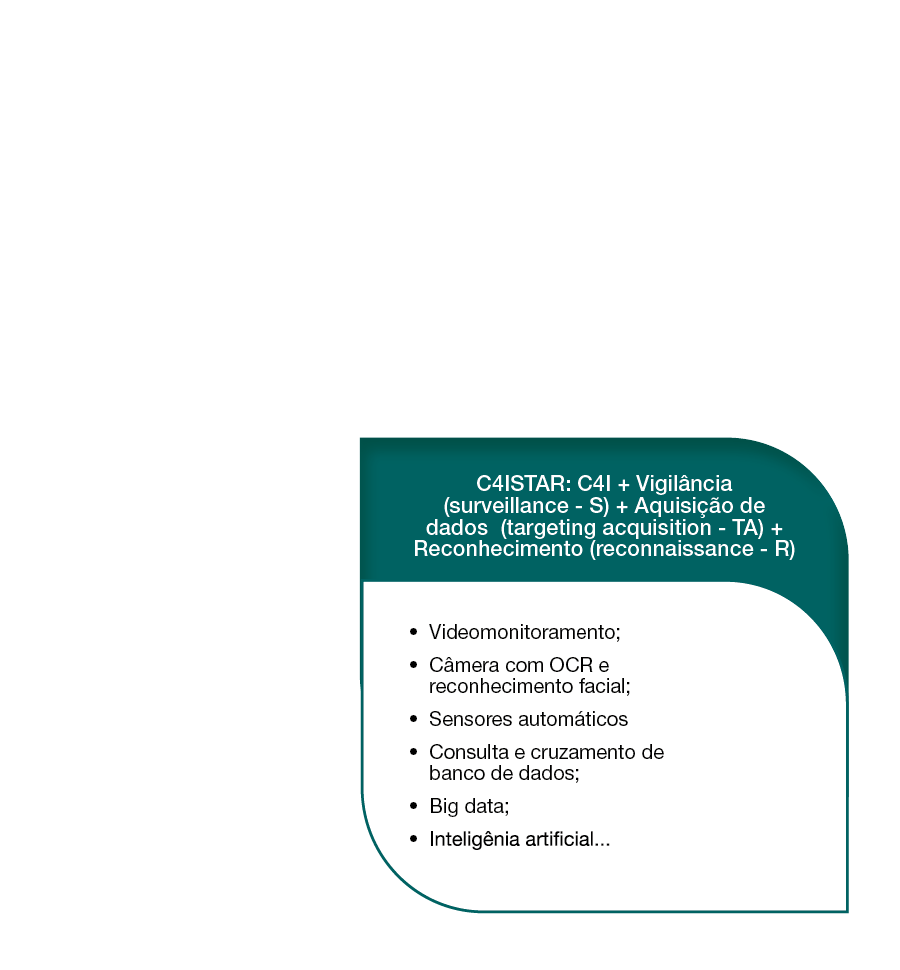 C4ISTAR: C4I + Vigilância
(surveillance - S) + Aquisição de
dados  (targeting acquisition - TA) +
Reconhecimento (reconnaissance - R)
• Videomonitoramento;
• Câmera com OCR e
reconhecimento facial;
• Sensores automáticos
• Consulta e cruzamento de
banco de dados;
• Big data;
• Inteligênia artificial...